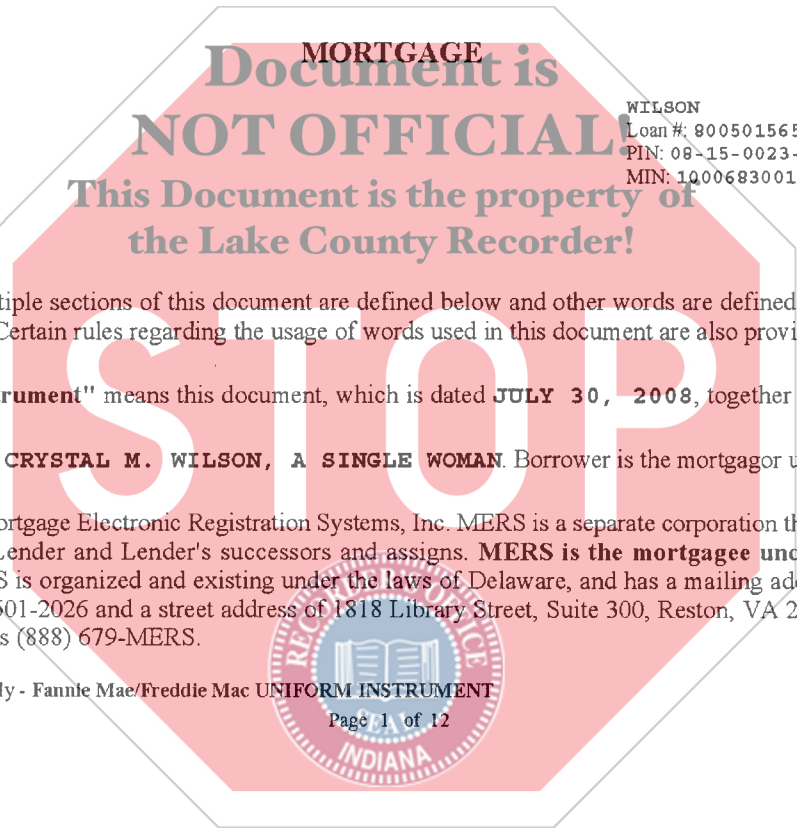 MORTGAGE
Document is
NOT OFFICIAL!
This Document is the property of
the Lake County Recorder!
WILSON
Loan #: 800501565
PIN: 08-15-0023-
MIN: 1000683001
tiple sections of this document are defined below and other words are defined
Certain rules regarding the usage of words used in this document are also provi
rument" means this document, which is dated JULY 30, 2008, together
CRYSTAL M. WILSON, A SINGLE WOMAN. Borrower is the mortgagor u
ortgage Electronic Registration Systems, Inc. MERS is a separate corporation th
Lender and Lender's successors and assigns. MERS is the mortgagee und
S is organized and existing under the laws of Delaware, and has a mailing add
501-2026 and a street address of 1818 Library Street, Suite 300, Reston, VA 2
s (888) 679-MERS.
ly - Fannie Mae/Freddie Mac UNIFORM INSTRUMENT
Page 1 of 12
STOP
RECORDER'S OFFICE
SEAL
INDIANA